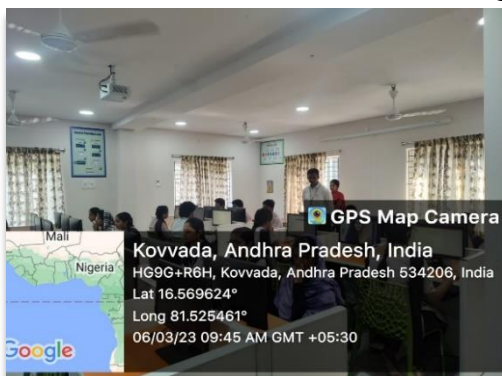 GPS Map Camera
Mali
Nigeria
Google
Kovvada, Andhra Pradesh, India
HG9G+R6H, Kovvada, Andhra Pradesh 534206, India
Lat 16.569624°
Long 81.525461°
06/03/23 09:45 AM GMT +05:30